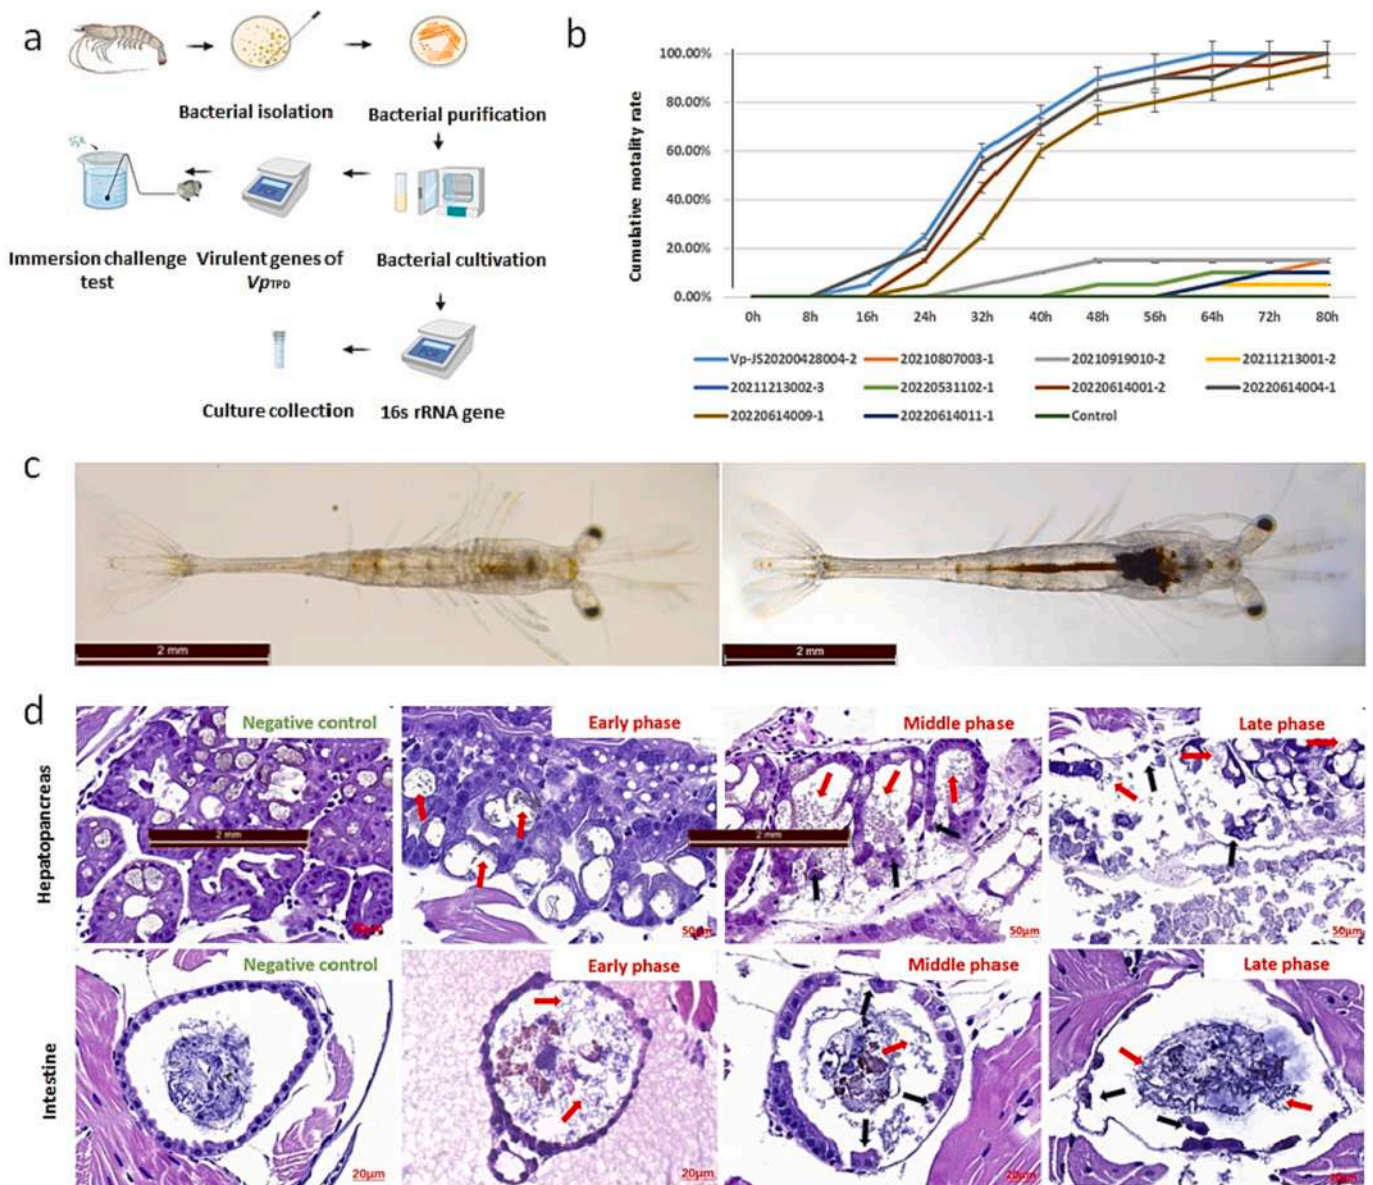 a
Bacterial isolation
Bacterial purification
Immersion challenge
test
Virulent genes of
VpTPD
Bacterial cultivation
Culture collection
16s rRNA gene
b
Cumulative motality rate
100.00%
80.00%
60.00%
40.00%
20.00%
0.00%
0h 8h 16h 24h 32h 40h 48h 56h 64h 72h 80h
Vp-JS20200428004-2 20210807003-1 20210919010-2 20211213001-2
20211213002-3 20220531102-1 20220614001-2 20220614004-1
20220614009-1 20220614011-1 Control
c
2 mm
2 mm
d
Hepatopancreas
Negative control
Early phase
Middle phase
Late phase
2 mm
2 mm
50μm
50μm
50μm
Intestine
Negative control
Early phase
Middle phase
Late phase
20μm
20μm
20μm